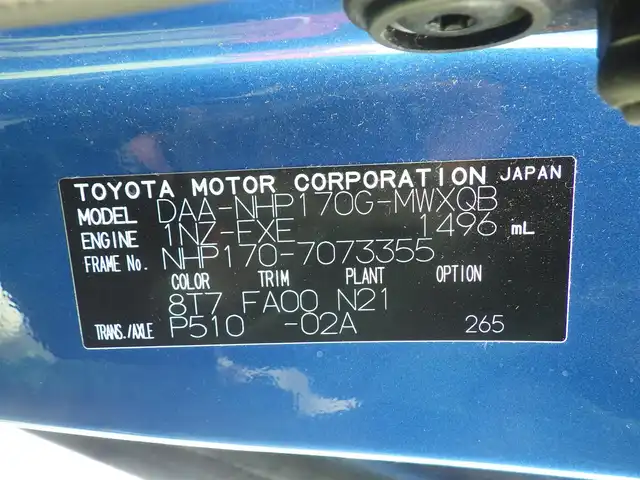 TOYOTA MOTOR CORPORATION JAPAN
MODEL DAA-NHP170G-MWXQB
ENGINE 1NZ-EXE 1496 mL
FRAME No. NHP170-7073355
COLOR TRIM PLANT OPTION
8T7 FA00 N21
TRANS./AXLE P510 -02A 265